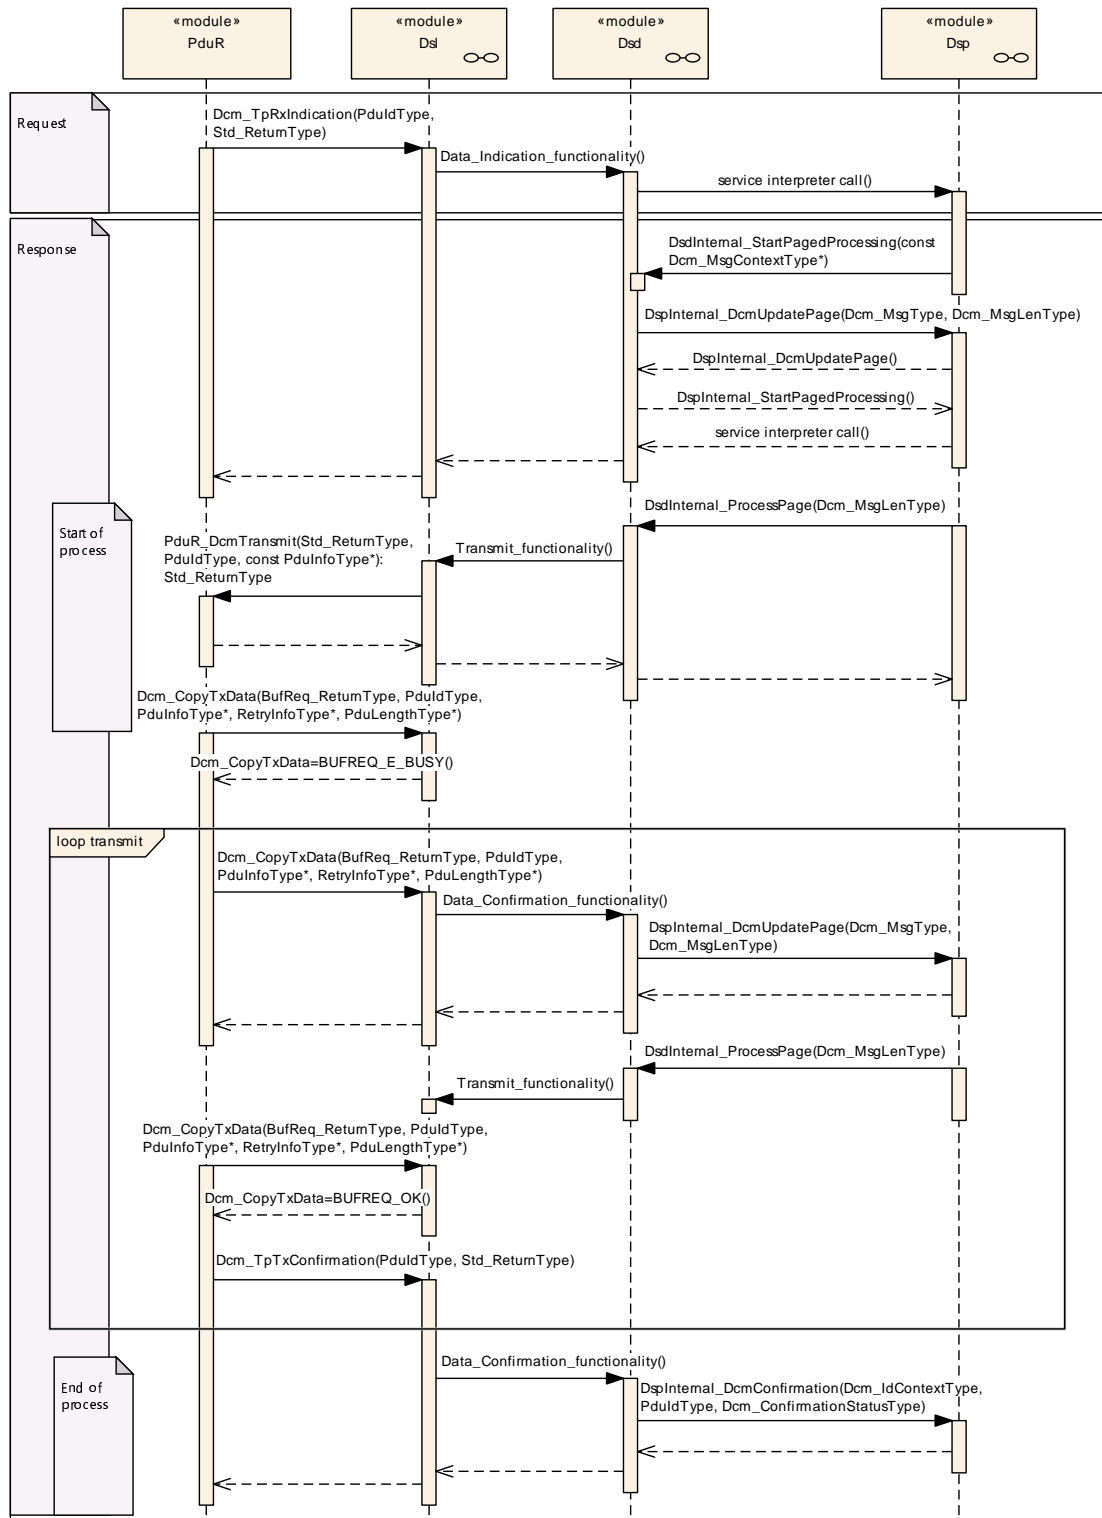 «module»
PduR
«module»
Dsl
«module»
Dsd
«module»
Dsp
Request
Dcm_TpRxIndication(PduIdType,
Std_ReturnType)
Data_Indication_functionality()
service interpreter call()
Response
DsdInternal_StartPagedProcessing(const
Dcm_MsgContextType*)
DspInternal_DcmUpdatePage(Dcm_MsgType, Dcm_MsgLenType)
DspInternal_DcmUpdatePage()
DspInternal_StartPagedProcessing()
service interpreter call()
Start of
process
DsdInternal_ProcessPage(Dcm_MsgLenType)
Transmit_functionality()
PduR_DcmTransmit(Std_ReturnType,
PduIdType, const PduInfoType*):
Std_ReturnType
Dcm_CopyTxData(BufReq_ReturnType, PduIdType,
PduInfoType*, RetryInfoType*, PduLengthType*)
Dcm_CopyTxData=BUFREQ_E_BUSY()
loop transmit
Dcm_CopyTxData(BufReq_ReturnType, PduIdType,
PduInfoType*, RetryInfoType*, PduLengthType*)
Data_Confirmation_functionality()
DspInternal_DcmUpdatePage(Dcm_MsgType,
Dcm_MsgLenType)
DsdInternal_ProcessPage(Dcm_MsgLenType)
Transmit_functionality()
Dcm_CopyTxData(BufReq_ReturnType, PduIdType,
PduInfoType*, RetryInfoType*, PduLengthType*)
Dcm_CopyTxData=BUFREQ_OK()
Dcm_TpTxConfirmation(PduIdType, Std_ReturnType)
End of
process
Data_Confirmation_functionality()
DspInternal_DcmConfirmation(Dcm_IdContextType,
PduIdType, Dcm_ConfirmationStatusType)